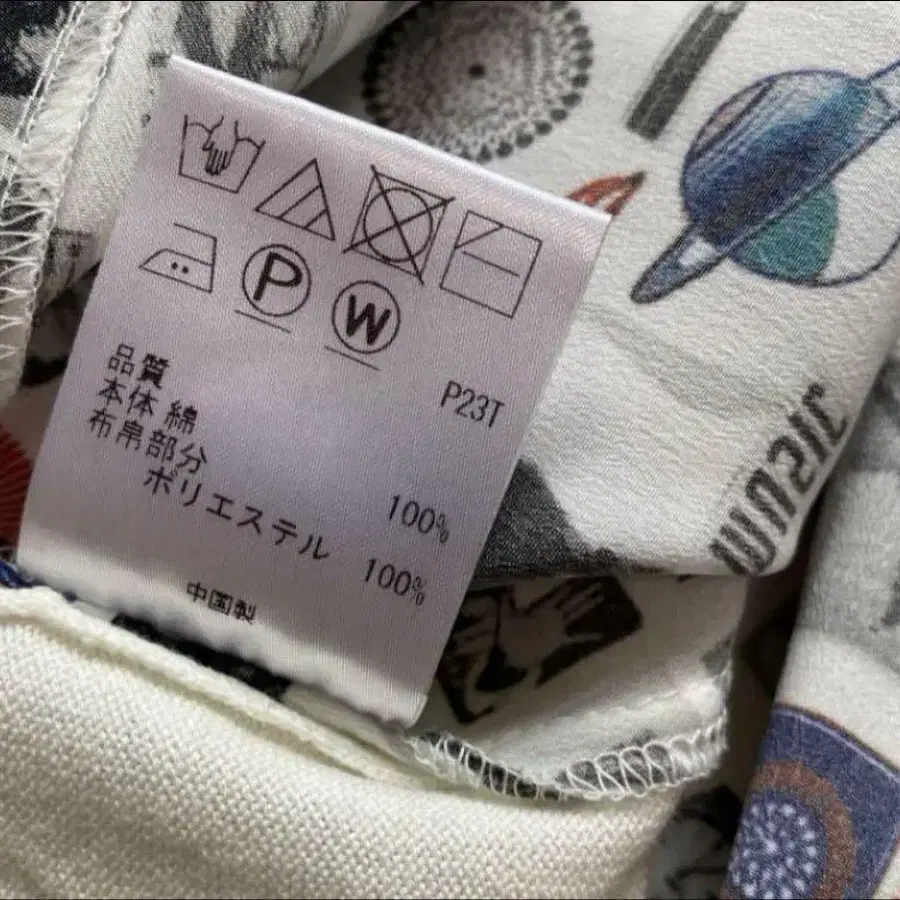 P
W
P23T
品質
本体 綿 100%
布帛部分
ポリエステル 100%
中国製
music